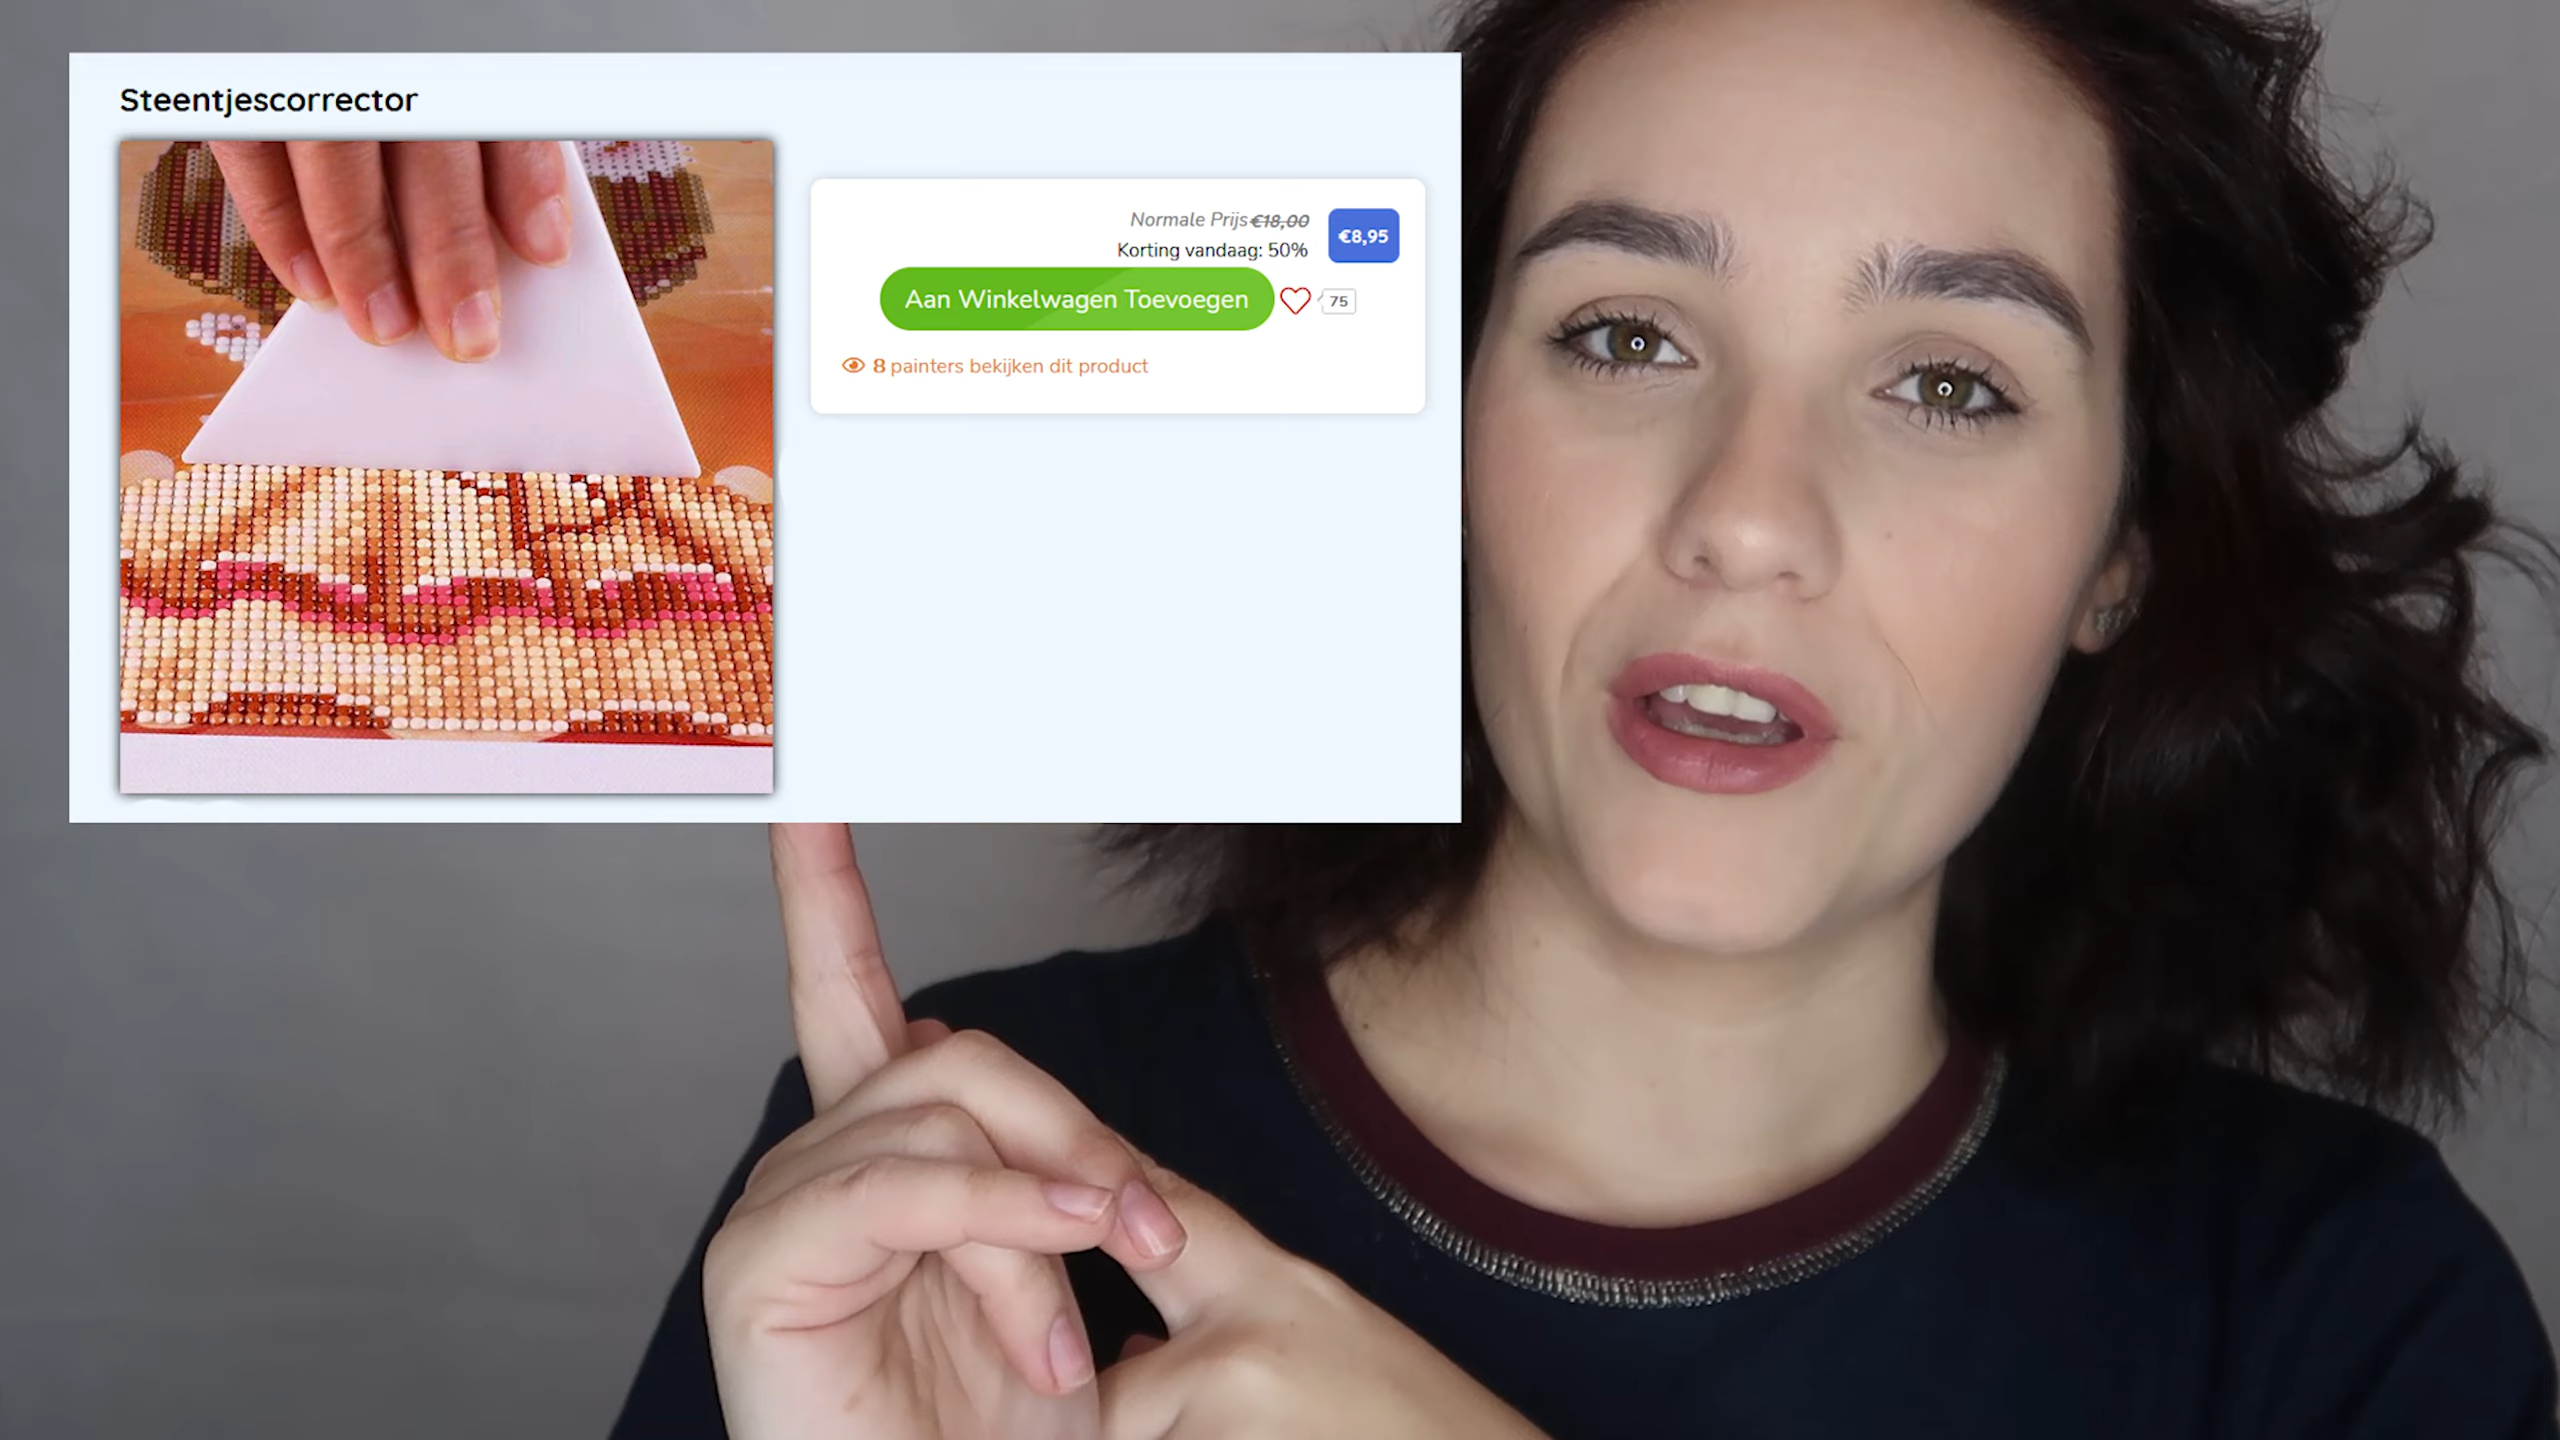 Steentjescorrector
Normale Prijs €18,00
Korting vandaag: 50%
€8,95
Aan Winkelwagen Toevoegen
75
8 painters bekijken dit product